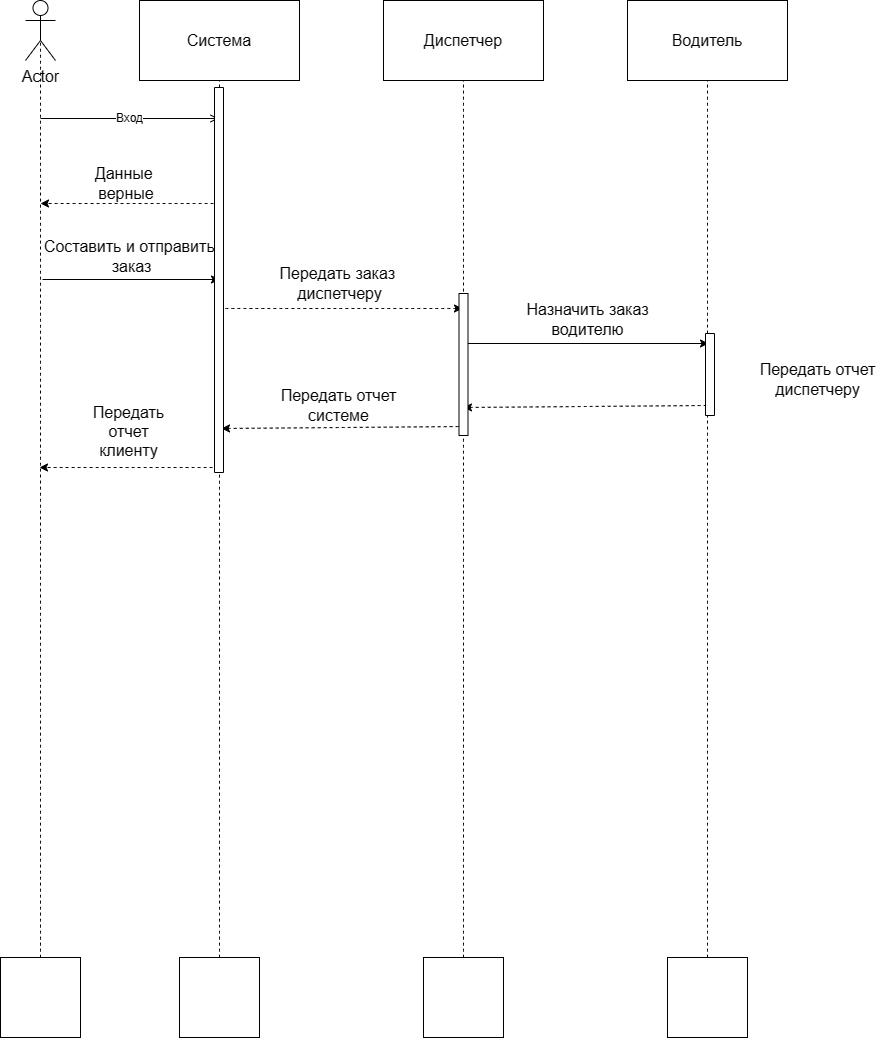 Actor
Система
Диспетчер
Водитель
Вход
Данные
верные
Составить и отправить
заказ
Передать заказ
диспетчеру
Назначить заказ
водителю
Передать отчет
диспетчеру
Передать отчет
системе
Передать
отчет
клиенту